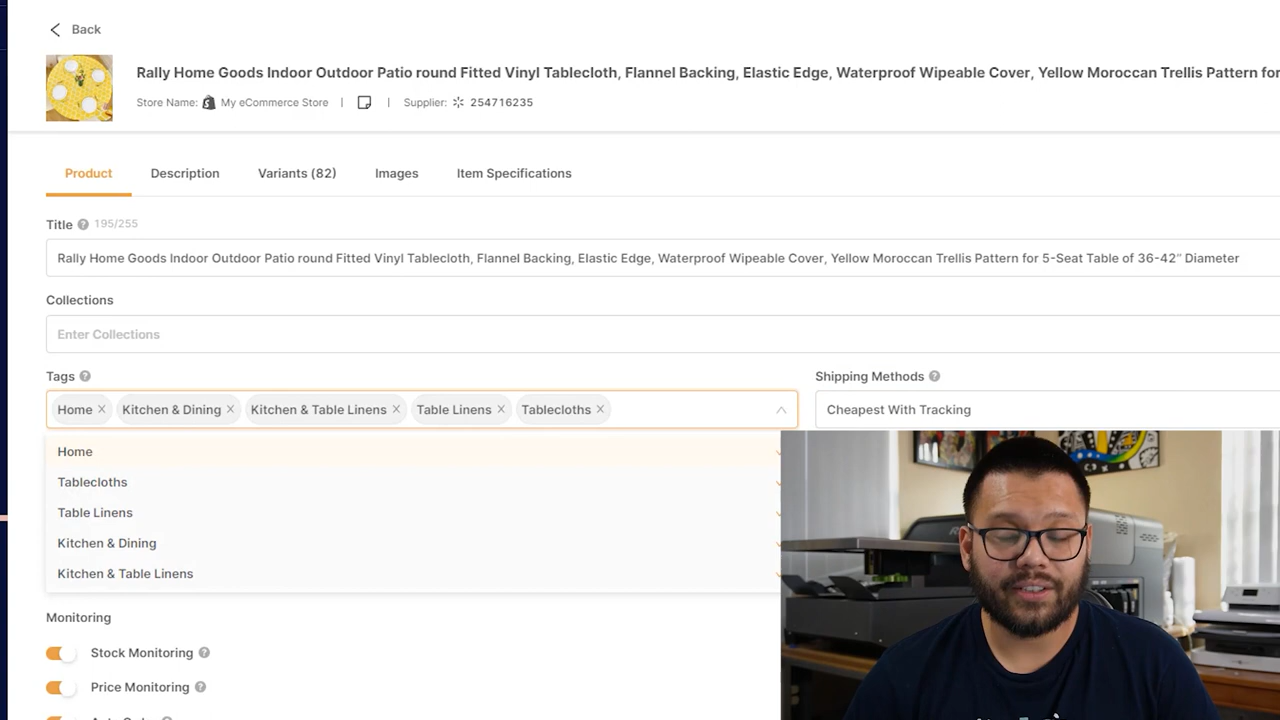 Back
Rally Home Goods Indoor Outdoor Patio round Fitted Vinyl Tablecloth, Flannel Backing, Elastic Edge, Waterproof Wipeable Cover, Yellow Moroccan Trellis Pattern for
Store Name: My eCommerce Store | | Supplier: 254716235
Product Description Variants (82) Images Item Specifications
Title 195/255
Rally Home Goods Indoor Outdoor Patio round Fitted Vinyl Tablecloth, Flannel Backing, Elastic Edge, Waterproof Wipeable Cover, Yellow Moroccan Trellis Pattern for 5-Seat Table of 36-42″ Diameter
Collections
Enter Collections
Tags Shipping Methods
Home Kitchen & Dining Kitchen & Table Linens Table Linens Tablecloths Cheapest With Tracking
Home
Tablecloths
Table Linens
Kitchen & Dining
Kitchen & Table Linens
Monitoring
Stock Monitoring
Price Monitoring